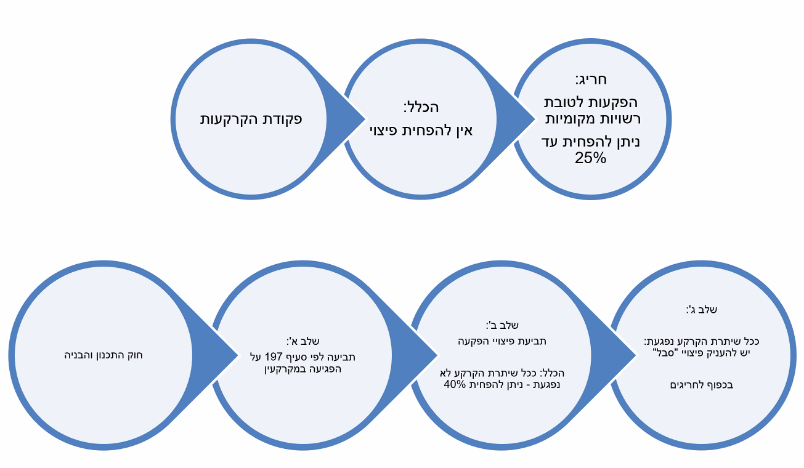 פקודת הקרקעות
הכלל:
אין להפחית פיצוי
חריג:
הפקעות לטובת
רשויות מקומיות
ניתן להפחית עד
25%
חוק התכנון והבניה
שלב א':
תביעה לפי סעיף 197 על
הפגיעה במקרקעין
שלב ב':
תביעת פיצויי הפקעה
הכלל: ככל שיתרת הקרקע לא
נפגעת - ניתן להפחית 40%
שלב ג':
ככל שיתרת הקרקע נפגעת:
יש להעניק פיצויי "סבל"
בכפוף לחריגים